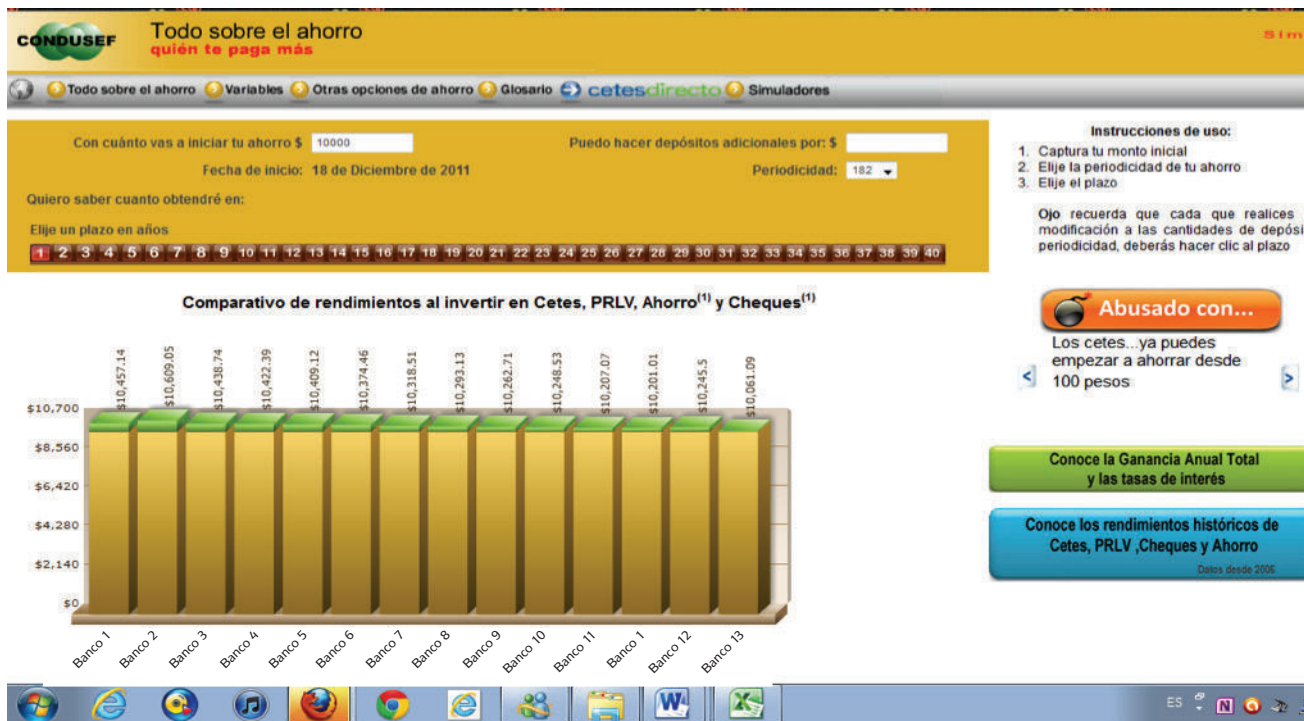 CONDUSEF
Todo sobre el ahorro
quién te paga más
Sim
Todo sobre el ahorro Variables Otras opciones de ahorro Glosario cetesdirecto Simuladores
Con cuánto vas a iniciar tu ahorro $ 10000
Puedo hacer depósitos adicionales por: $
Fecha de inicio: 18 de Diciembre de 2011
Periodicidad: 182
Quiero saber cuanto obtendré en:
Elije un plazo en años
1 2 3 4 5 6 7 8 9 10 11 12 13 14 15 16 17 18 19 20 21 22 23 24 25 26 27 28 29 30 31 32 33 34 35 36 37 38 39 40
Instrucciones de uso:
1. Captura tu monto inicial
2. Elije la periodicidad de tu ahorro
3. Elije el plazo
Ojo recuerda que cada que realices
modificación a las cantidades de depósi
periodicidad, deberás hacer clic al plazo
Comparativo de rendimientos al invertir en Cetes, PRLV, Ahorro(1) y Cheques(1)
$10,457.14
$10,609.05
$10,438.74
$10,422.39
$10,409.12
$10,374.46
$10,318.51
$10,293.13
$10,262.71
$10,248.53
$10,207.07
$10,201.01
$10,245.5
$10,061.09
$10,700
$8,560
$6,420
$4,280
$2,140
$0
Banco 1
Banco 2
Banco 3
Banco 4
Banco 5
Banco 6
Banco 7
Banco 8
Banco 9
Banco 10
Banco 11
Banco 1
Banco 12
Banco 13
Abusado con...
Los cetes...ya puedes
empezar a ahorrar desde
100 pesos
< >
Conoce la Ganancia Anual Total
y las tasas de interés
Conoce los rendimientos históricos de
Cetes, PRLV ,Cheques y Ahorro
Datos desde 2006
ES